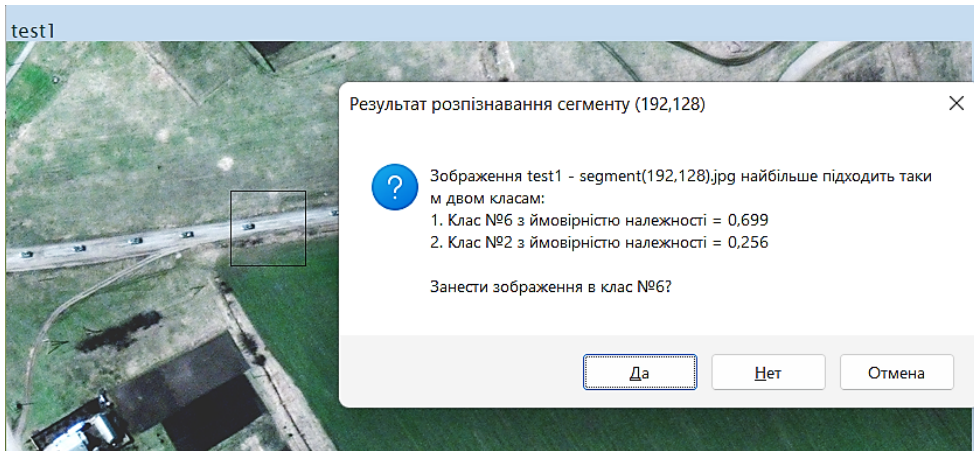 test1
Результат розпізнавання сегменту (192,128)
Зображення test1 - segment(192,128).jpg найбільше підходить таки
м двом класам:
1. Клас №6 з ймовірністю належності = 0,699
2. Клас №2 з ймовірністю належності = 0,256
Занести зображення в клас №6?
Да
Нет
Отмена